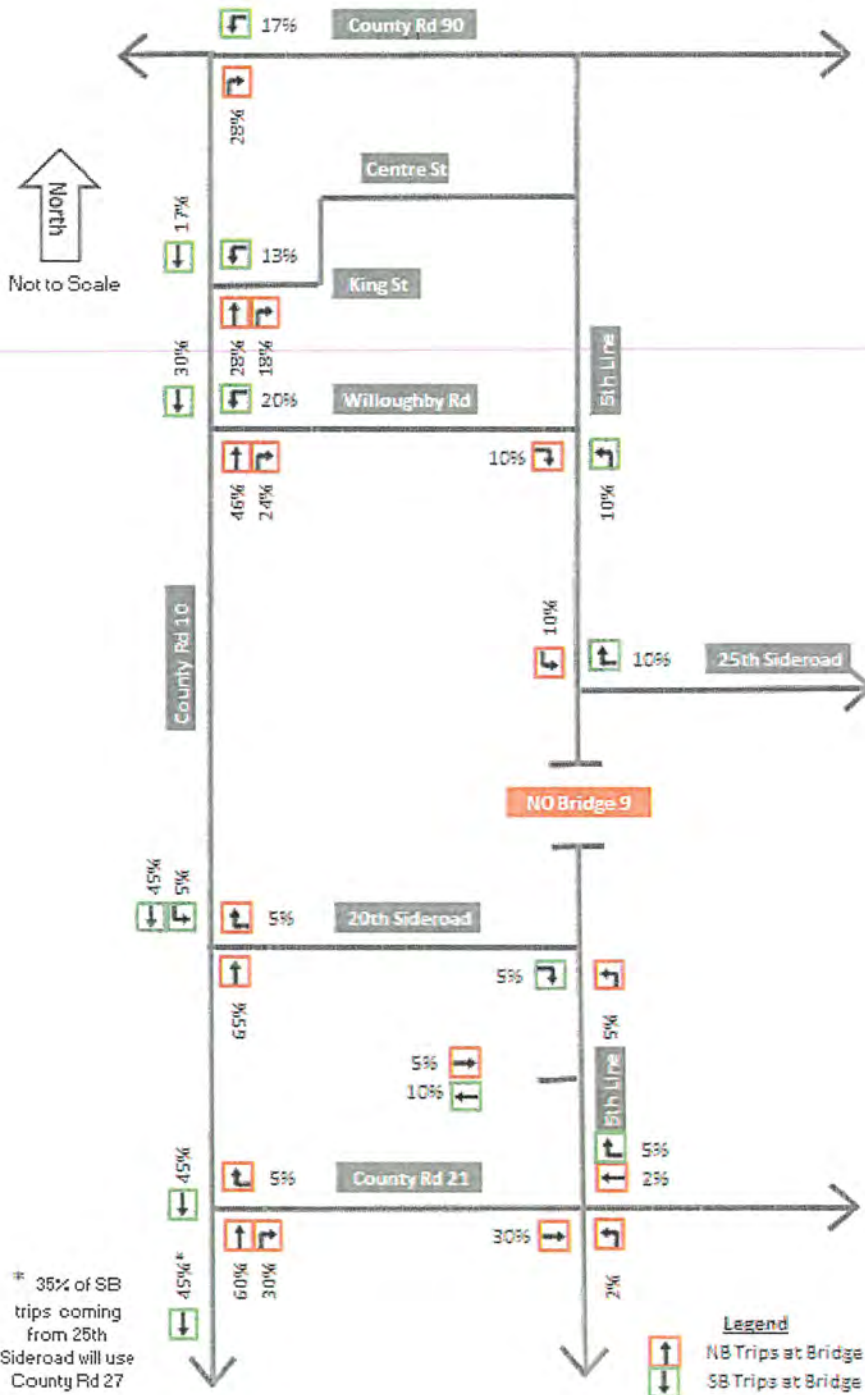 17%
County Rd 90
28%
Centre St
North
17%
Not to Scale
13%
King St
28%
18%
30%
5th Line
20%
Willoughby Rd
46%
24%
10%
10%
County Rd 10
10%
10%
25th Sideroad
NO Bridge 9
45%
5%
5%
20th Sideroad
65%
5%
5%
5%
10%
5%
2%
45%
5%
County Rd 21
30%
60%
30%
2%
45%*
* 35% of SB
trips coming
from 25th
Sideroad will use
County Rd 27
Legend
NB Trips at Bridge
SB Trips at Bridge